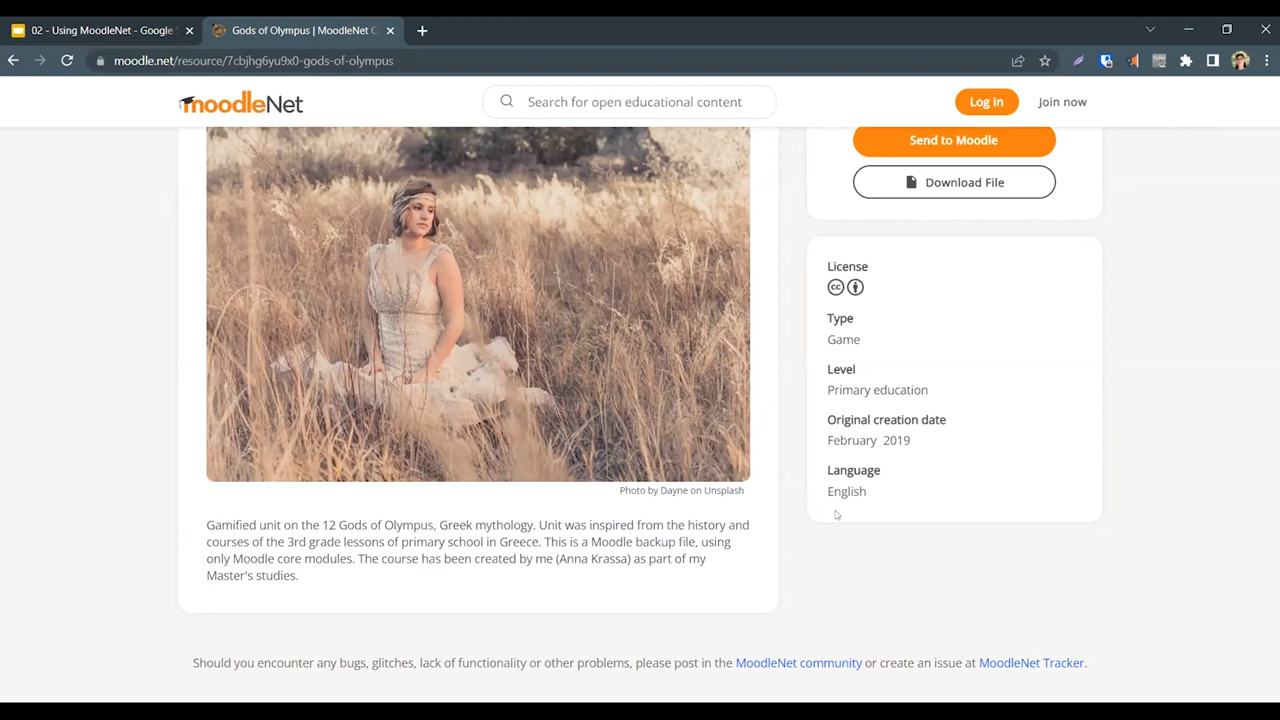 02 - Using MoodleNet - Google
Gods of Olympus | MoodleNet C
moodle.net/resource/7cbjhg6yu9x0-gods-of-olympus
moodleNet
Search for open educational content
Log in
Join now
Send to Moodle
Download File
License
Type
Game
Level
Primary education
Original creation date
February 2019
Language
English
Photo by Dayne on Unsplash
Gamified unit on the 12 Gods of Olympus, Greek mythology. Unit was inspired from the history and
courses of the 3rd grade lessons of primary school in Greece. This is a Moodle backup file, using
only Moodle core modules. The course has been created by me (Anna Krassa) as part of my
Master's studies.
Should you encounter any bugs, glitches, lack of functionality or other problems, please post in the MoodleNet community or create an issue at MoodleNet Tracker.